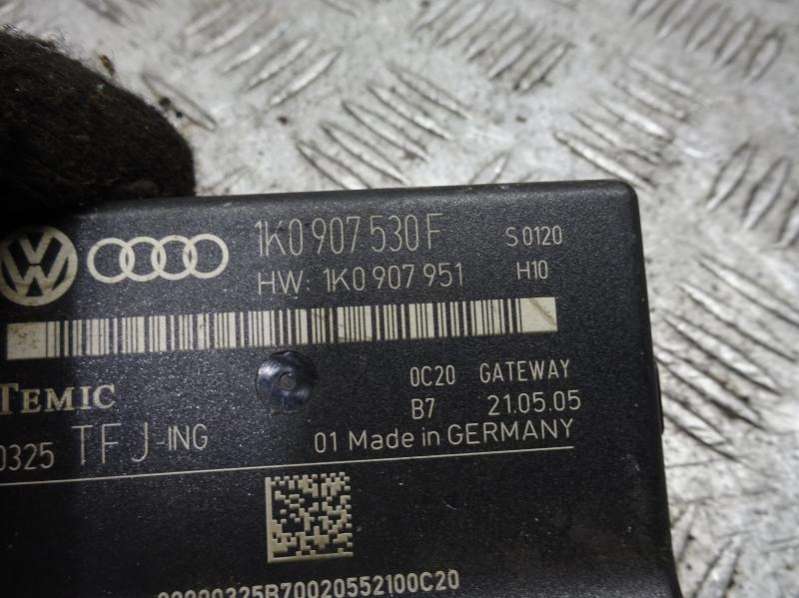 1K0 907 530 F S 0120
HW: 1K0 907 951 H10
TEMIC 0C20 GATEWAY
B7 21.05.05
0325 TFJ-ING 01 Made in GERMANY
00000325B70020552100C20